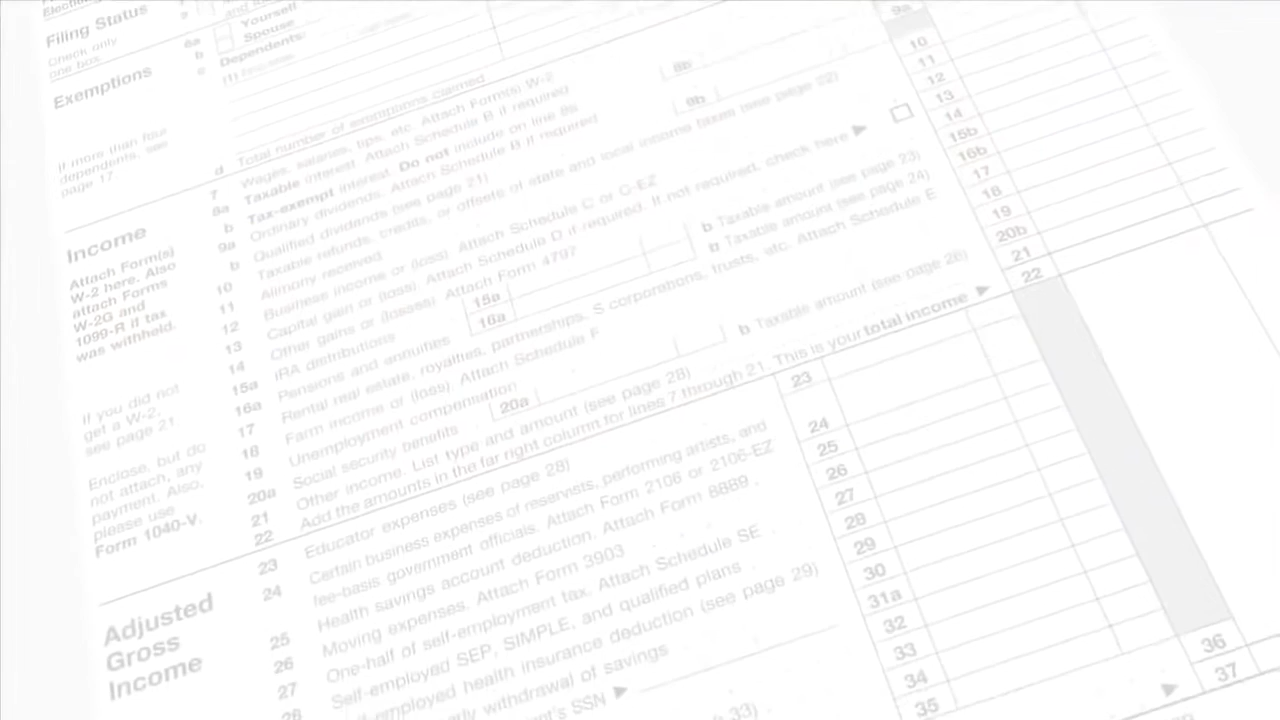 Filing Status
Check only
one box.
6a Yourself
b Spouse
c Dependents:
(1)
Exemptions
If more than four
dependents, see
page 17.
d Total number of exemptions claimed
Income
Attach Form(s)
W-2 here. Also
attach Forms
W-2G and
1099-R if tax
was withheld.
If you did not
get a W-2,
see page 21.
Enclose, but do
not attach, any
payment. Also,
please use
Form 1040-V.
7 Wages, salaries, tips, etc. Attach Form(s) W-2
8a Taxable interest. Attach Schedule B if required
b Tax-exempt interest. Do not include on line 8a 8b
9a Ordinary dividends. Attach Schedule B if required 9a
b Qualified dividends (see page 21) 9b
10 Taxable refunds, credits, or offsets of state and local income taxes (see page 22) 10
11 Alimony received 11
12 Business income or (loss). Attach Schedule C or C-EZ 12
13 Capital gain or (loss). Attach Schedule D if required. If not required, check here ► 13
14 Other gains or (losses). Attach Form 4797 14
15a IRA distributions 15a b Taxable amount (see page 23) 15b
16a Pensions and annuities 16a b Taxable amount (see page 24) 16b
17 Rental real estate, royalties, partnerships, S corporations, trusts, etc. Attach Schedule E 17
18 Farm income or (loss). Attach Schedule F 18
19 Unemployment compensation 19
20a Social security benefits 20a b Taxable amount (see page 26) 20b
21 Other income. List type and amount (see page 28) 21
22 Add the amounts in the far right column for lines 7 through 21. This is your total income ► 22
Adjusted
Gross
Income
23 Educator expenses (see page 28) 23
24 Certain business expenses of reservists, performing artists, and
fee-basis government officials. Attach Form 2106 or 2106-EZ 24
25 Health savings account deduction. Attach Form 8889 . 25
26 Moving expenses. Attach Form 3903 26
27 One-half of self-employment tax. Attach Schedule SE 27
28 Self-employed SEP, SIMPLE, and qualified plans 28
employed health insurance deduction (see page 29) 29
withdrawal of savings 30
SSN ► 31a
33) 32
33
34
35
► 36
37